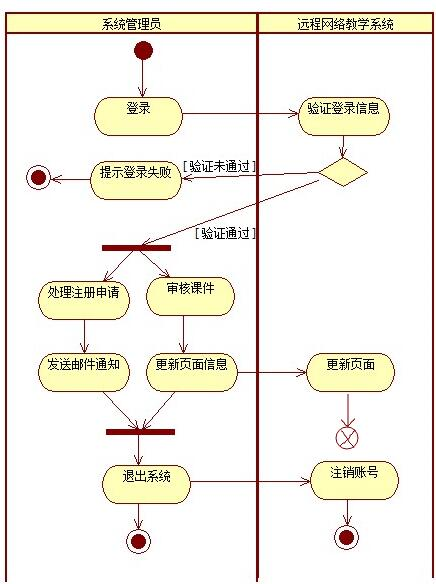 系统管理员
远程网络教学系统
登录
验证登录信息
[验证未通过]
提示登录失败
[验证通过]
处理注册申请
审核课件
发送邮件通知
更新页面信息
更新页面
退出系统
注销账号